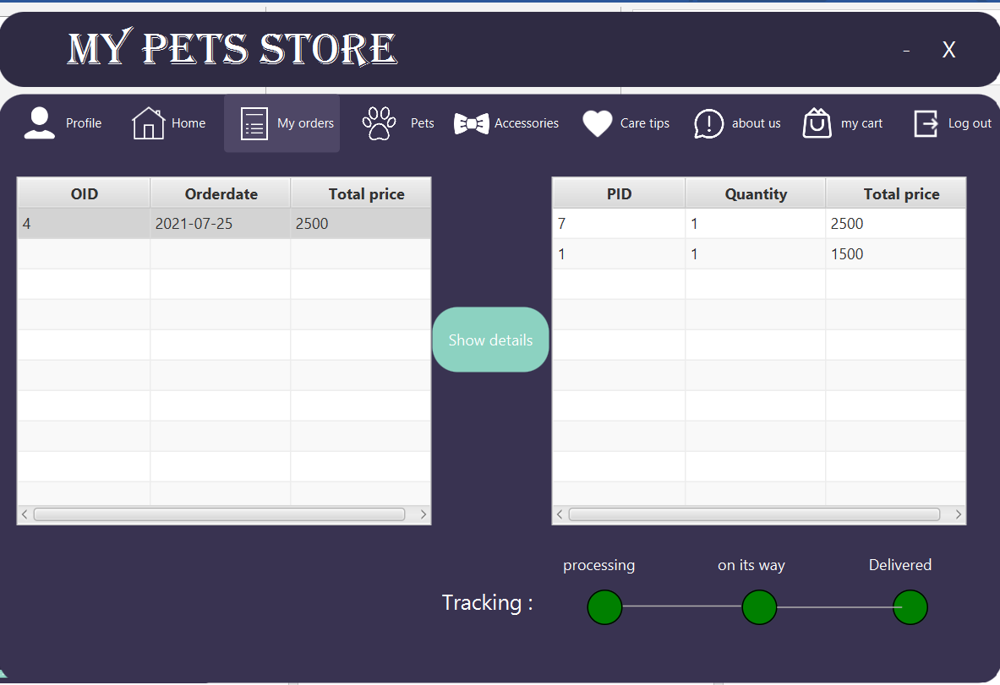 MY PETS STORE
- X
Profile Home My orders Pets Accessories Care tips about us my cart Log out
OID Orderdate Total price
4 2021-07-25 2500
PID Quantity Total price
7 1 2500
1 1 1500
Show details
processing on its way Delivered
Tracking :